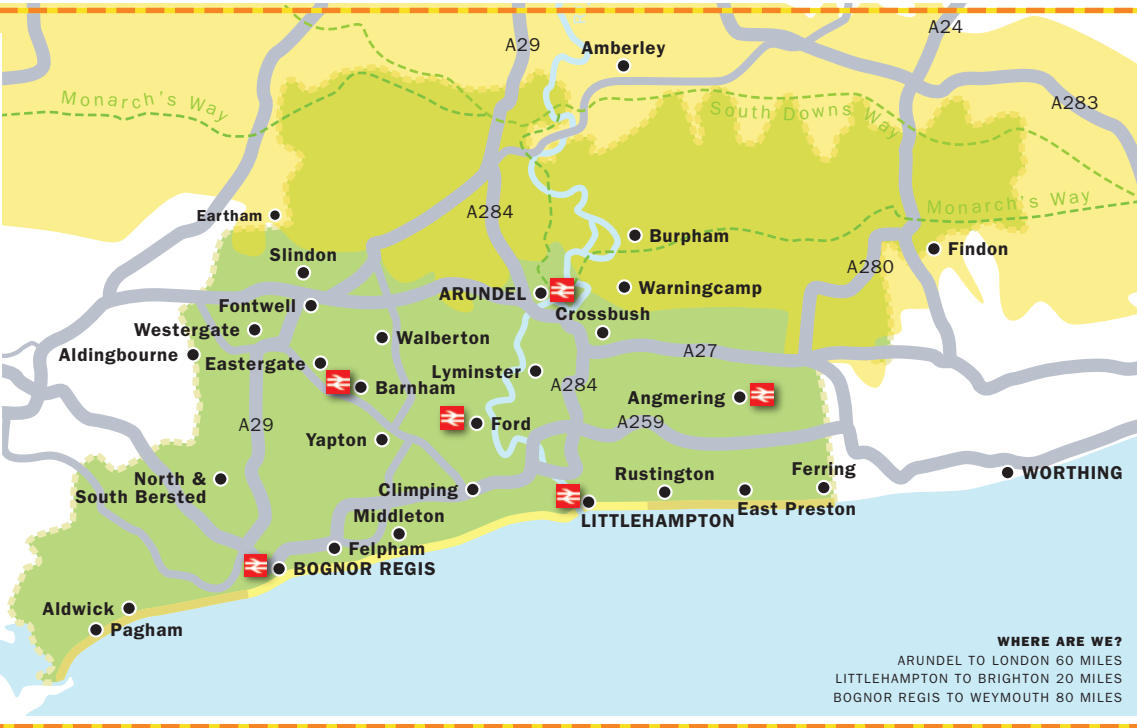 A24
A29
Amberley
A283
Monarch's Way
South Downs Way
Monarch's Way
Eartham
A284
Burpham
Findon
Slindon
A280
Warningcamp
ARUNDEL
Fontwell
Crossbush
Westergate
Walberton
Aldingbourne
Eastergate
A27
Lyminster
Barnham
A284
Angmering
A29
Ford
A259
Yapton
Ferring
Rustington
WORTHING
North &
South Bersted
Climping
East Preston
Middleton
LITTLEHAMPTON
Felpham
BOGNOR REGIS
Aldwick
Pagham
WHERE ARE WE?
ARUNDEL TO LONDON 60 MILES
LITTLEHAMPTON TO BRIGHTON 20 MILES
BOGNOR REGIS TO WEYMOUTH 80 MILES